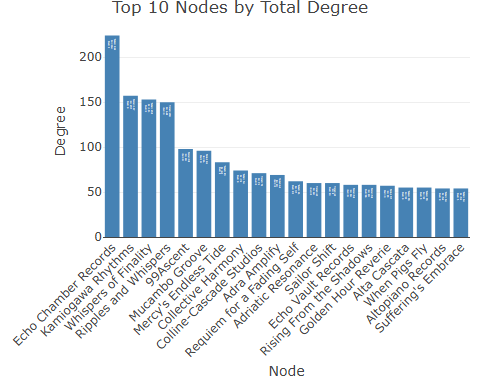 Top 10 Nodes by Total Degree
Degree
200
150
100
50
0
Echo Chamber Records
Kamiogawa Rhythms
Whispers of Finality
Ripples and Whispers
99Ascent
Mucambo Groove
Mercy's Endless Tide
Collective Harmony
Colline-Cascade Studios
Adra Amplify
Requiem for a Fading Self
Adriatic Resonance
Sailor Shift
Echo Vault Records
Rising From the Shadows
Golden Hour Reverie
Alta Cascata
When Pigs Fly
Altopiano Records
Suffering's Embrace
Node